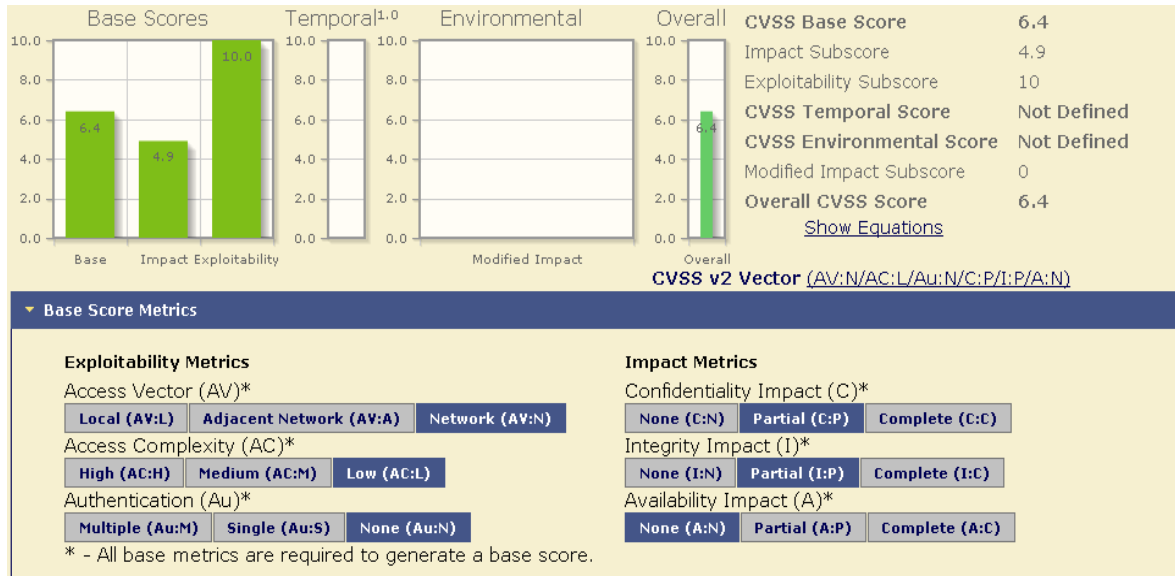 Base Scores
Temporal1.0
Environmental
Overall
10.0
8.0
6.0
4.0
2.0
0.0
6.4
4.9
10.0
Base
Impact
Exploitability
10.0
8.0
6.0
4.0
2.0
0.0
10.0
8.0
6.0
4.0
2.0
0.0
Modified Impact
10.0
8.0
6.0
4.0
2.0
0.0
6.4
Overall
CVSS Base Score 6.4
Impact Subscore 4.9
Exploitability Subscore 10
CVSS Temporal Score Not Defined
CVSS Environmental Score Not Defined
Modified Impact Subscore 0
Overall CVSS Score 6.4
Show Equations
CVSS v2 Vector (AV:N/AC:L/Au:N/C:P/I:P/A:N)
Base Score Metrics
Exploitability Metrics
Access Vector (AV)*
Local (AV:L) Adjacent Network (AV:A) Network (AV:N)
Access Complexity (AC)*
High (AC:H) Medium (AC:M) Low (AC:L)
Authentication (Au)*
Multiple (Au:M) Single (Au:S) None (Au:N)
* - All base metrics are required to generate a base score.
Impact Metrics
Confidentiality Impact (C)*
None (C:N) Partial (C:P) Complete (C:C)
Integrity Impact (I)*
None (I:N) Partial (I:P) Complete (I:C)
Availability Impact (A)*
None (A:N) Partial (A:P) Complete (A:C)